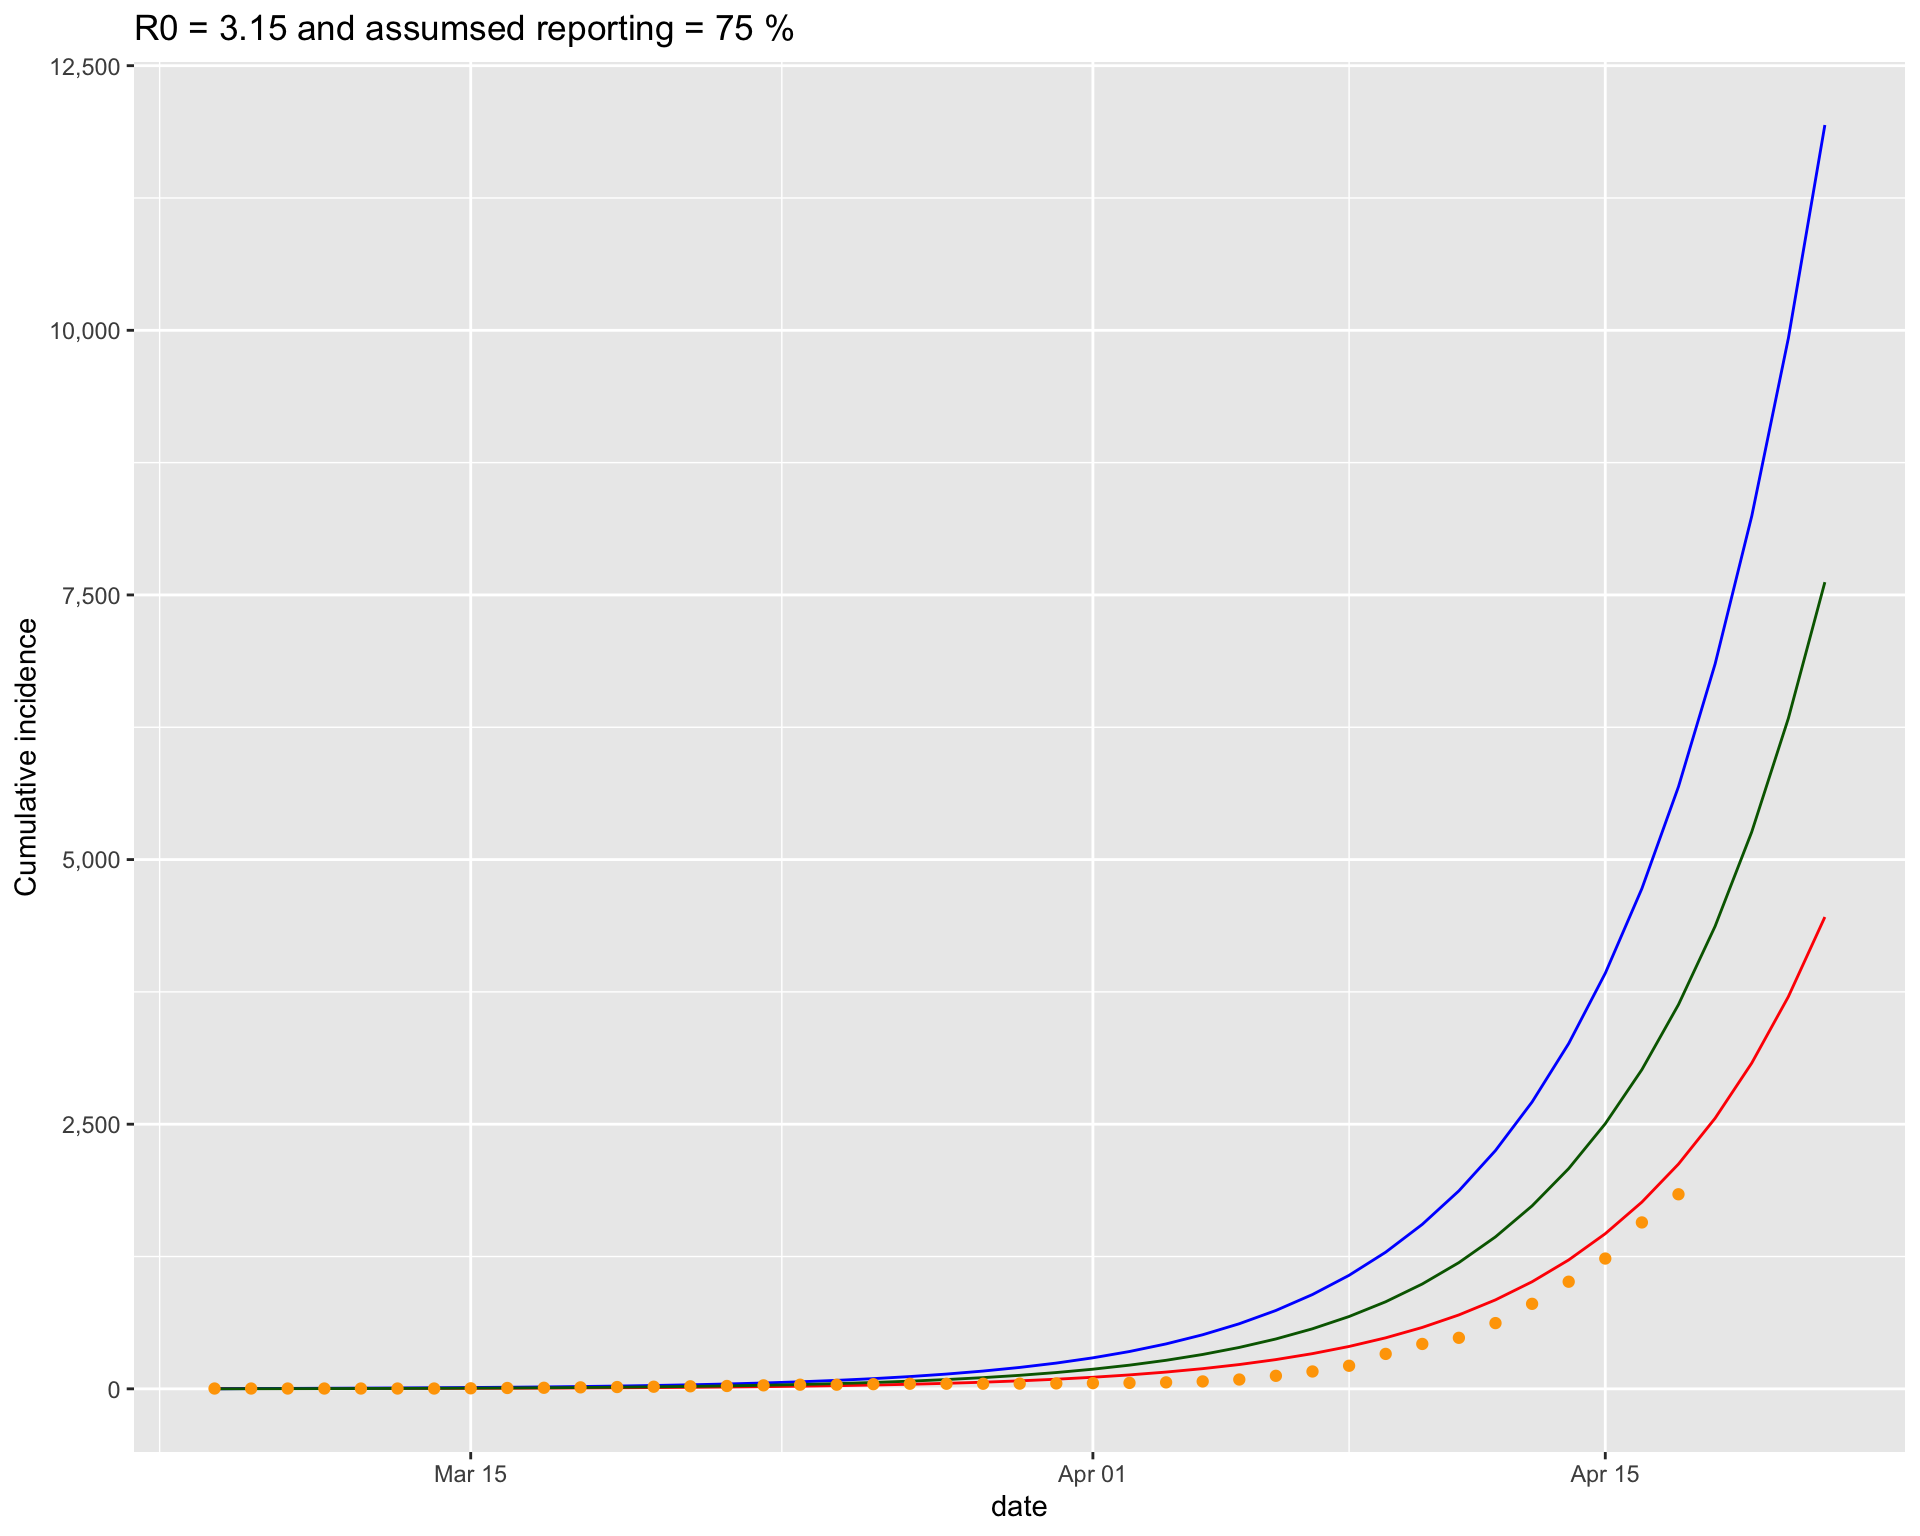 R0 = 3.15 and assumsed reporting = 75 %
12,500
10,000
7,500
5,000
2,500
0
Cumulative incidence
Mar 15
Apr 01
Apr 15
date